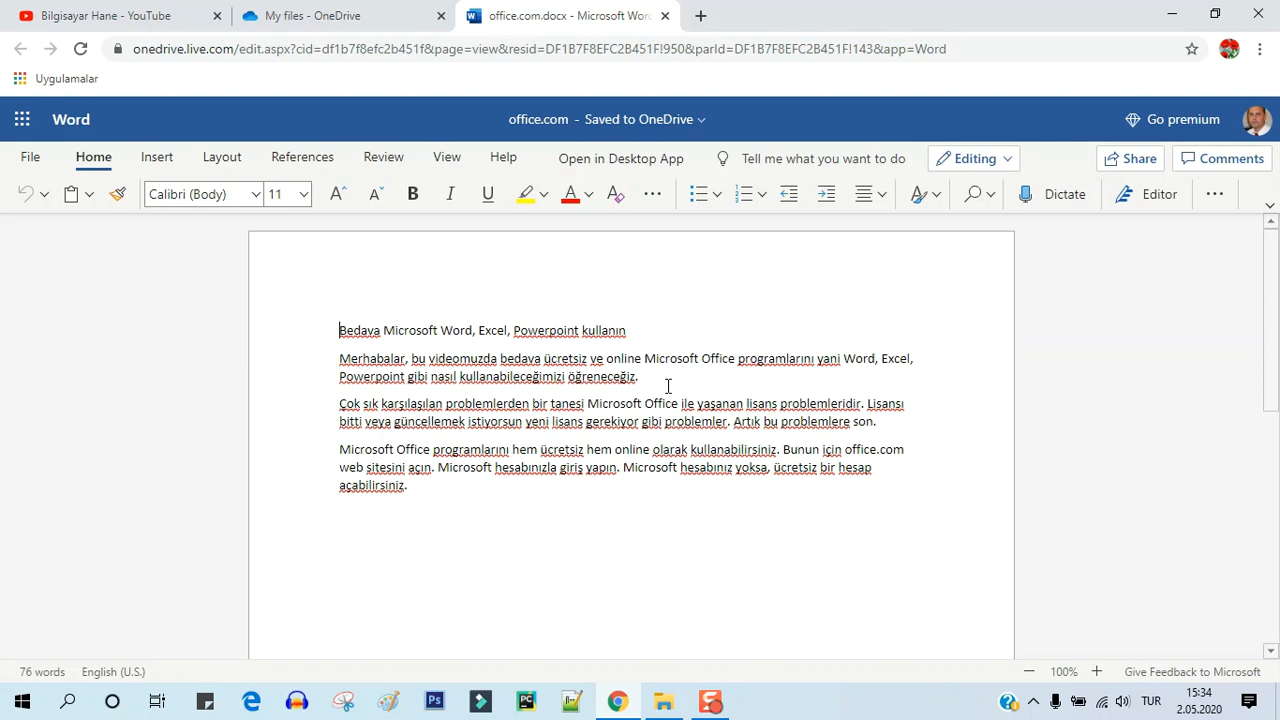 Bilgisayar Hane - YouTube
My files - OneDrive
office.com.docx - Microsoft Word
onedrive.live.com/edit.aspx?cid=df1b7f8efc2b451f&page=view&resid=DF1B7F8EFC2B451F!950&parId=DF1B7F8EFC2B451F!143&app=Word
Uygulamalar
Word
office.com - Saved to OneDrive
Go premium
File Home Insert Layout References Review View Help Open in Desktop App Tell me what you want to do Editing Share Comments
Calibri (Body) 11 B I U A Dictate Editor
Bedava Microsoft Word, Excel, Powerpoint kullanın
Merhabalar, bu videomuzda bedava ücretsiz ve online Microsoft Office programlarını yani Word, Excel,
Powerpoint gibi nasıl kullanabileceğimizi öğreneceğiz.
Çok sık karşılaşılan problemlerden bir tanesi Microsoft Office ile yaşanan lisans problemleridir. Lisansı
bitti veya güncellemek istiyorsun yeni lisans gerekiyor gibi problemler. Artık bu problemlere son.
Microsoft Office programlarını hem ücretsiz hem online olarak kullanabilirsiniz. Bunun için office.com
web sitesini açın. Microsoft hesabınızla giriş yapın. Microsoft hesabınız yoksa, ücretsiz bir hesap
açabilirsiniz.
76 words English (U.S.) 100% Give Feedback to Microsoft
TUR
15:34
2.05.2020